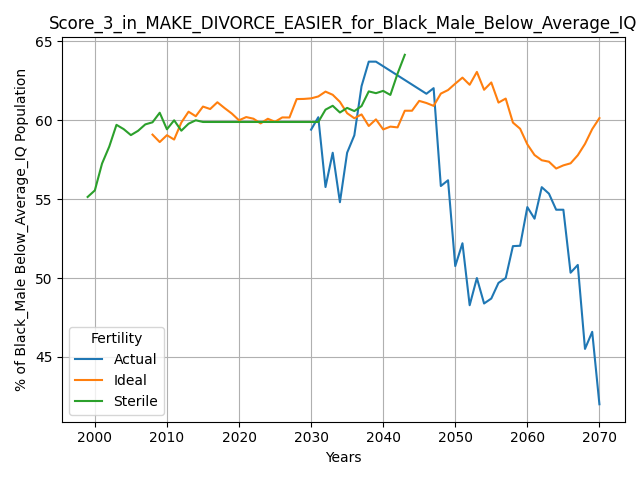 Score_3_in_MAKE_DIVORCE_EASIER_for_Black_Male_Below_Average_IQ
% of Black_Male Below_Average_IQ Population
65
60
55
50
45
Fertility
Actual
Ideal
Sterile
2000 2010 2020 2030 2040 2050 2060 2070
Years